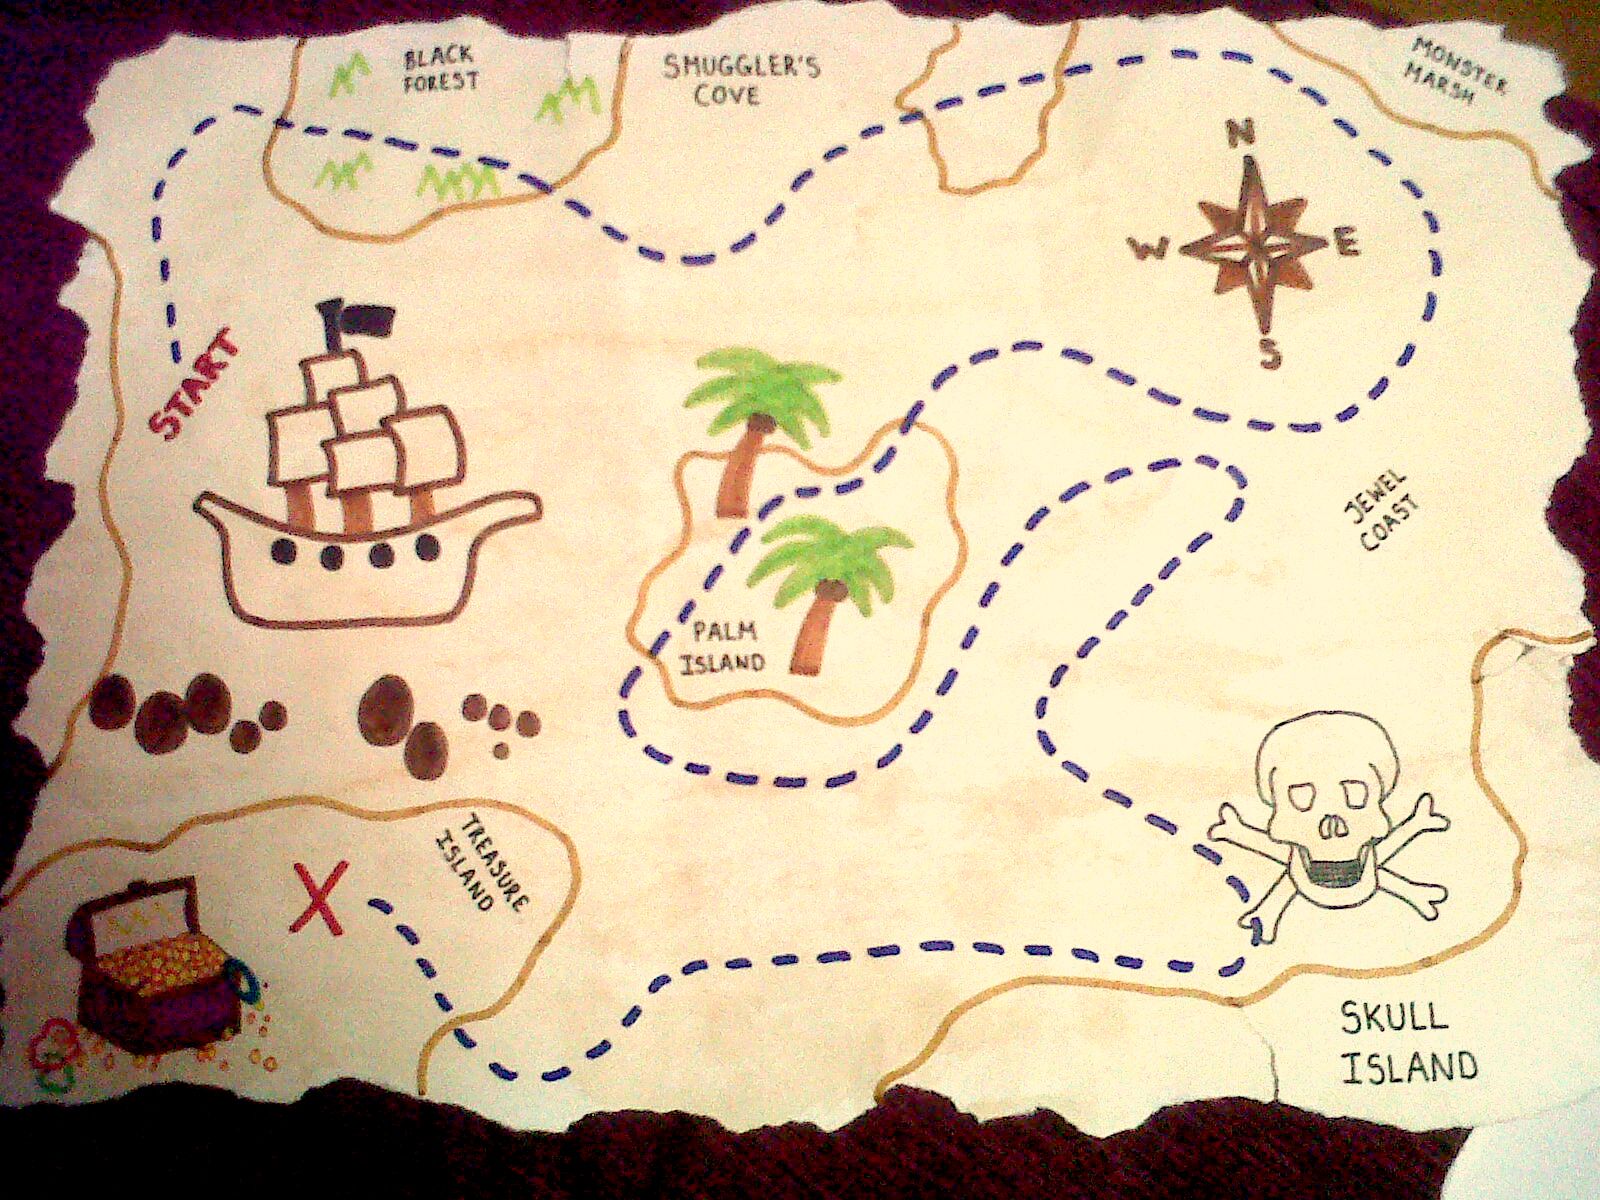 BLACK
FOREST
SMUGGLER'S
COVE
MONSTER
MARSH
N
W E
S
START
JEWEL
COAST
PALM
ISLAND
TREASURE
ISLAND
X
SKULL
ISLAND